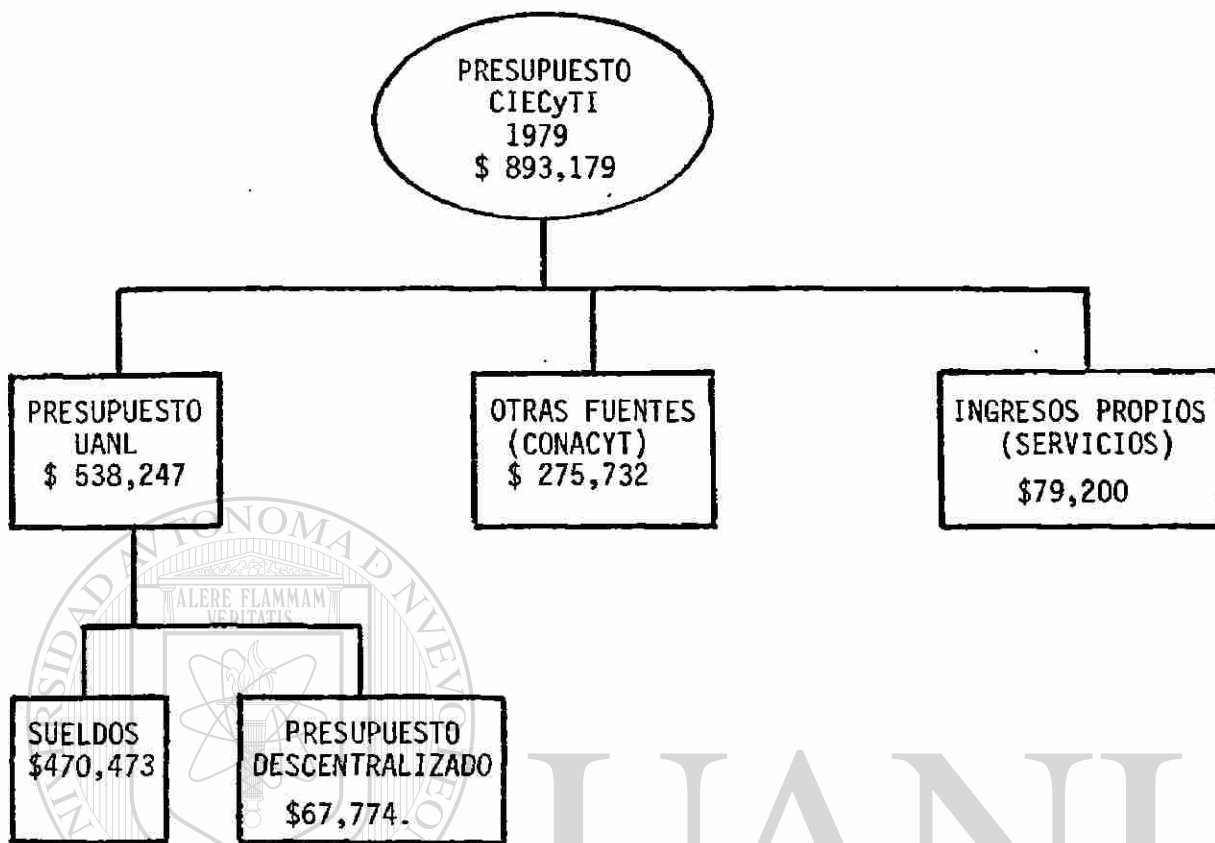 PRESUPUESTO
CIECyTI
1979
$ 893,179
PRESUPUESTO
UANL
$ 538,247
OTRAS FUENTES
(CONACYT)
$ 275,732
INGRESOS PROPIOS
(SERVICIOS)
$79,200
SUELDOS
$470,473
PRESUPUESTO
DESCENTRALIZADO
$67,774.
ALERE FLAMMAM
VERITATIS
UANL